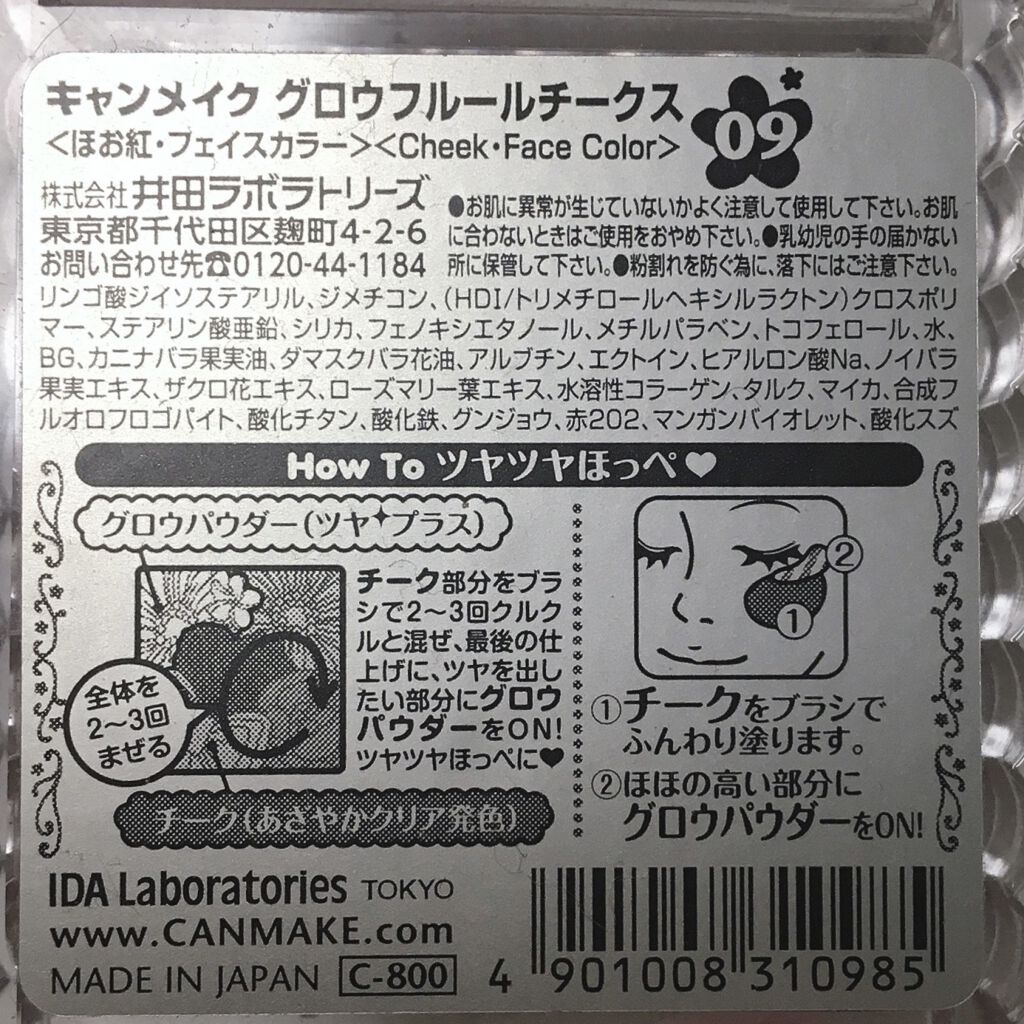 キャンメイク グロウフルールチークス
09
<ほお紅・フェイスカラー><Cheek・Face Color>
株式会社 井田ラボラトリーズ
東京都千代田区麹町4-2-6
お問い合わせ先☎0120-44-1184
●お肌に異常が生じていないかよく注意して使用して下さい。お肌
に合わないときはご使用をおやめ下さい。●乳幼児の手の届かない
所に保管して下さい。●粉割れを防ぐ為に、落下にはご注意下さい。
リンゴ酸ジイソステアリル、ジメチコン、(HDI/トリメチロールヘキシルラクトン)クロスポリ
マー、ステアリン酸亜鉛、シリカ、フェノキシエタノール、メチルパラベン、トコフェロール、水、
BG、カニナバラ果実油、ダマスクバラ花油、アルブチン、エクトイン、ヒアルロン酸Na、ノイバラ
果実エキス、ザクロ花エキス、ローズマリー葉エキス、水溶性コラーゲン、タルク、マイカ、合成フ
ルオロフロゴパイト、酸化チタン、酸化鉄、グンジョウ、赤202、マンガンバイオレット、酸化スズ
How To ツヤツヤほっぺ♥
グロウパウダー(ツヤ✦プラス)
チーク部分をブラ
シで2〜3回クルク
ルと混ぜ、最後の仕
上げに、ツヤを出し
たい部分にグロウ
パウダーをON!
ツヤツヤほっぺに♥
全体を
2〜3回
まぜる
チーク(あざやかクリア発色)
②
①
①チークをブラシで
ふんわり塗ります。
②ほほの高い部分に
グロウパウダーをON!
IDA Laboratories TOKYO
www.CANMAKE.com
MADE IN JAPAN C-800
4 901008 310985